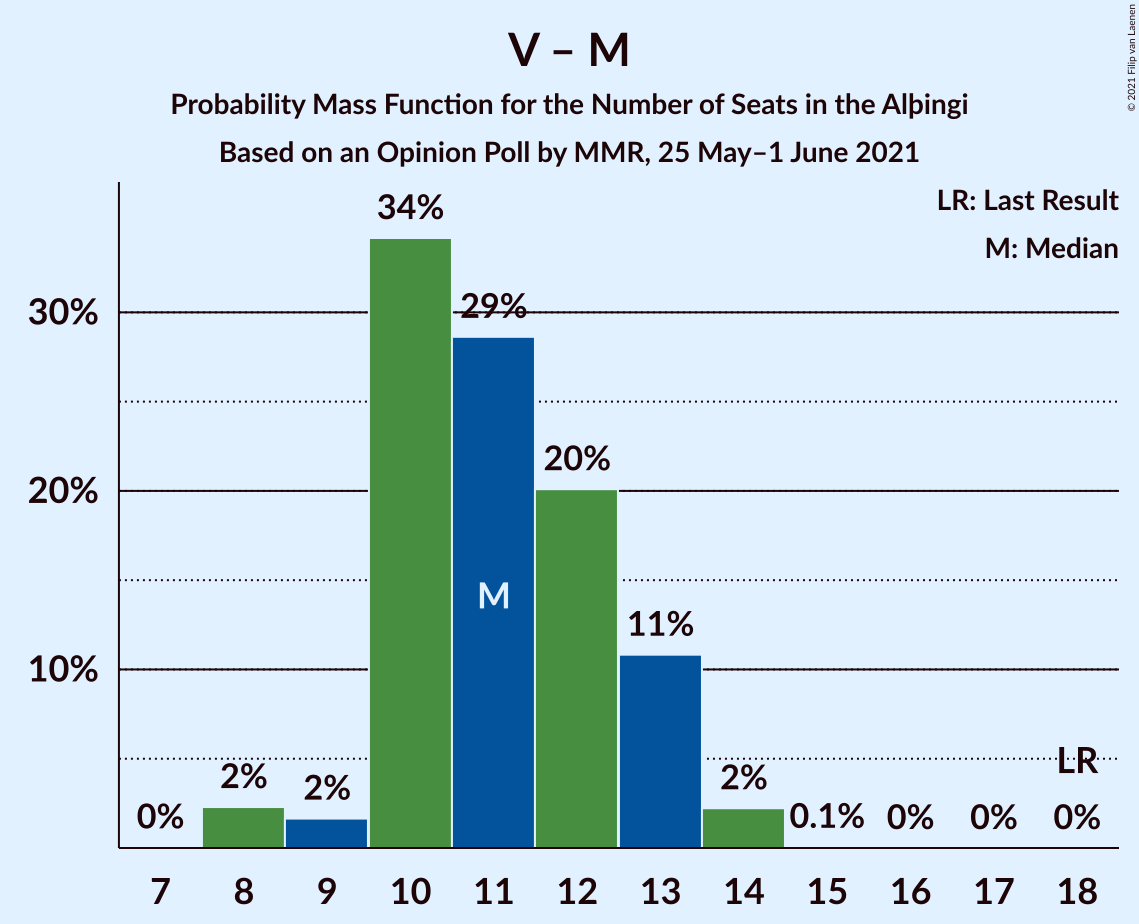 V – M
Probability Mass Function for the Number of Seats in the Alþingi
Based on an Opinion Poll by MMR, 25 May–1 June 2021
© 2021 Filip van Laenen
LR: Last Result
M: Median
30%
20%
10%
0%
2%
2%
34%
29%
20%
11%
2%
0.1%
0%
0%
0%
M
LR
7 8 9 10 11 12 13 14 15 16 17 18